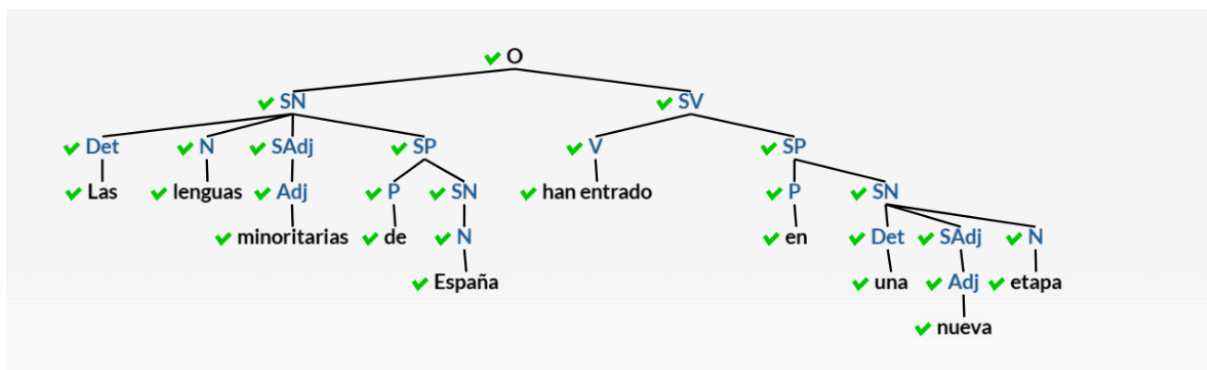 O
SN SV
Det N SAdj SP V SP
Las lenguas Adj P SN han entrado P SN
minoritarias de N en Det SAdj N
España una Adj etapa
nueva